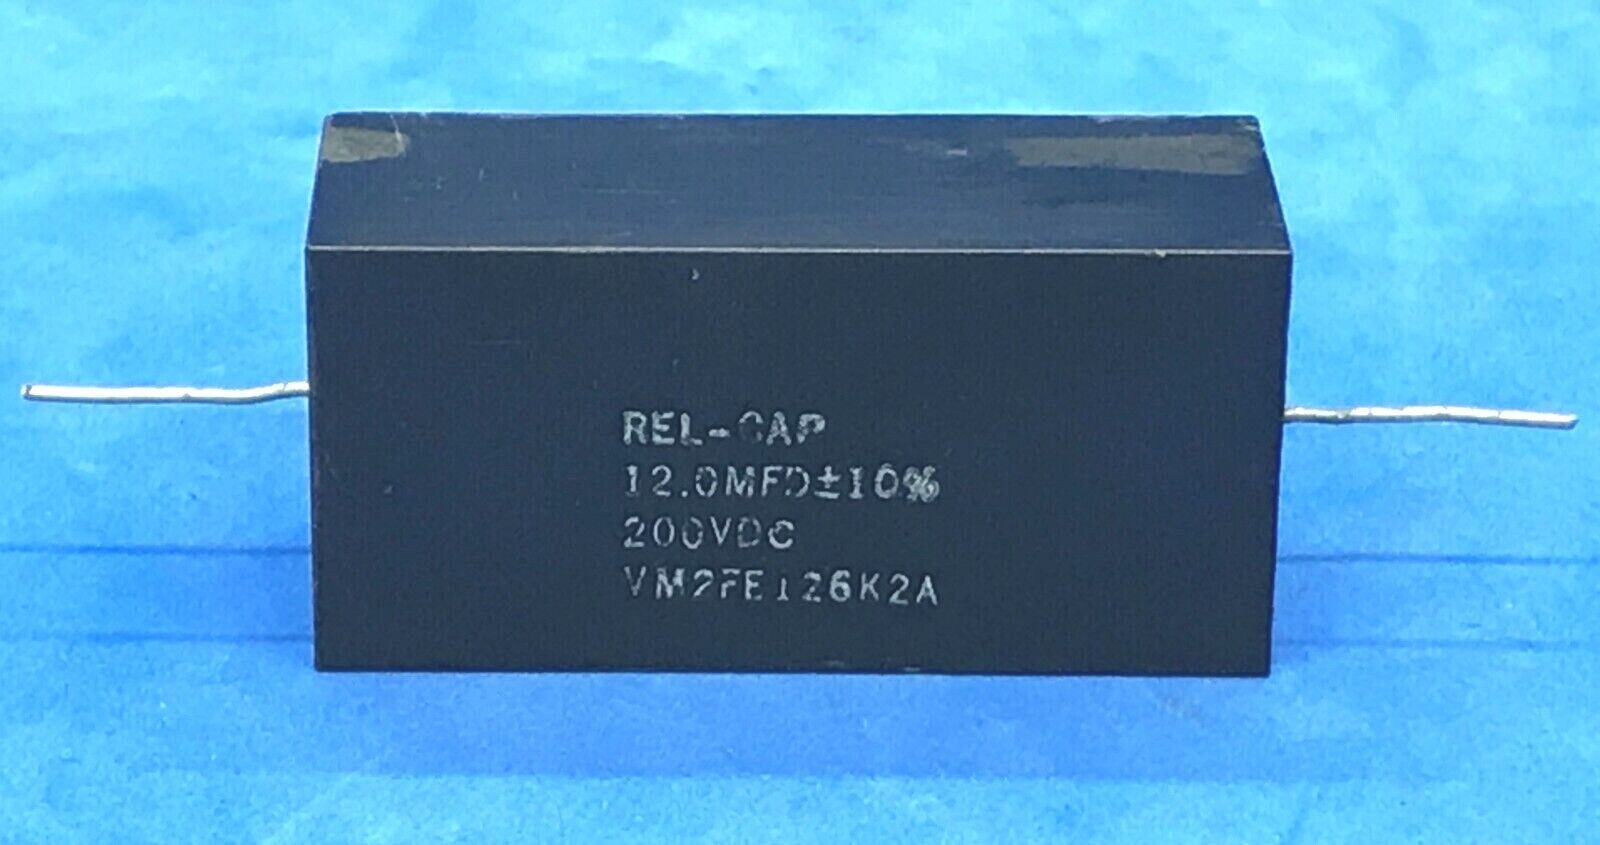 REL-CAP
12.0MFD±10%
200VDC
VM2FE126K2A